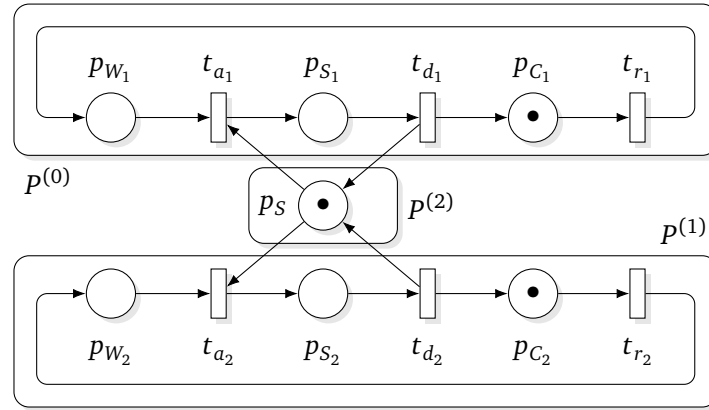 p_{W_1} t_{a_1} p_{S_1} t_{d_1} p_{C_1} t_{r_1}
P^{(0)}
p_S P^{(2)}
P^{(1)}
p_{W_2} t_{a_2} p_{S_2} t_{d_2} p_{C_2} t_{r_2}